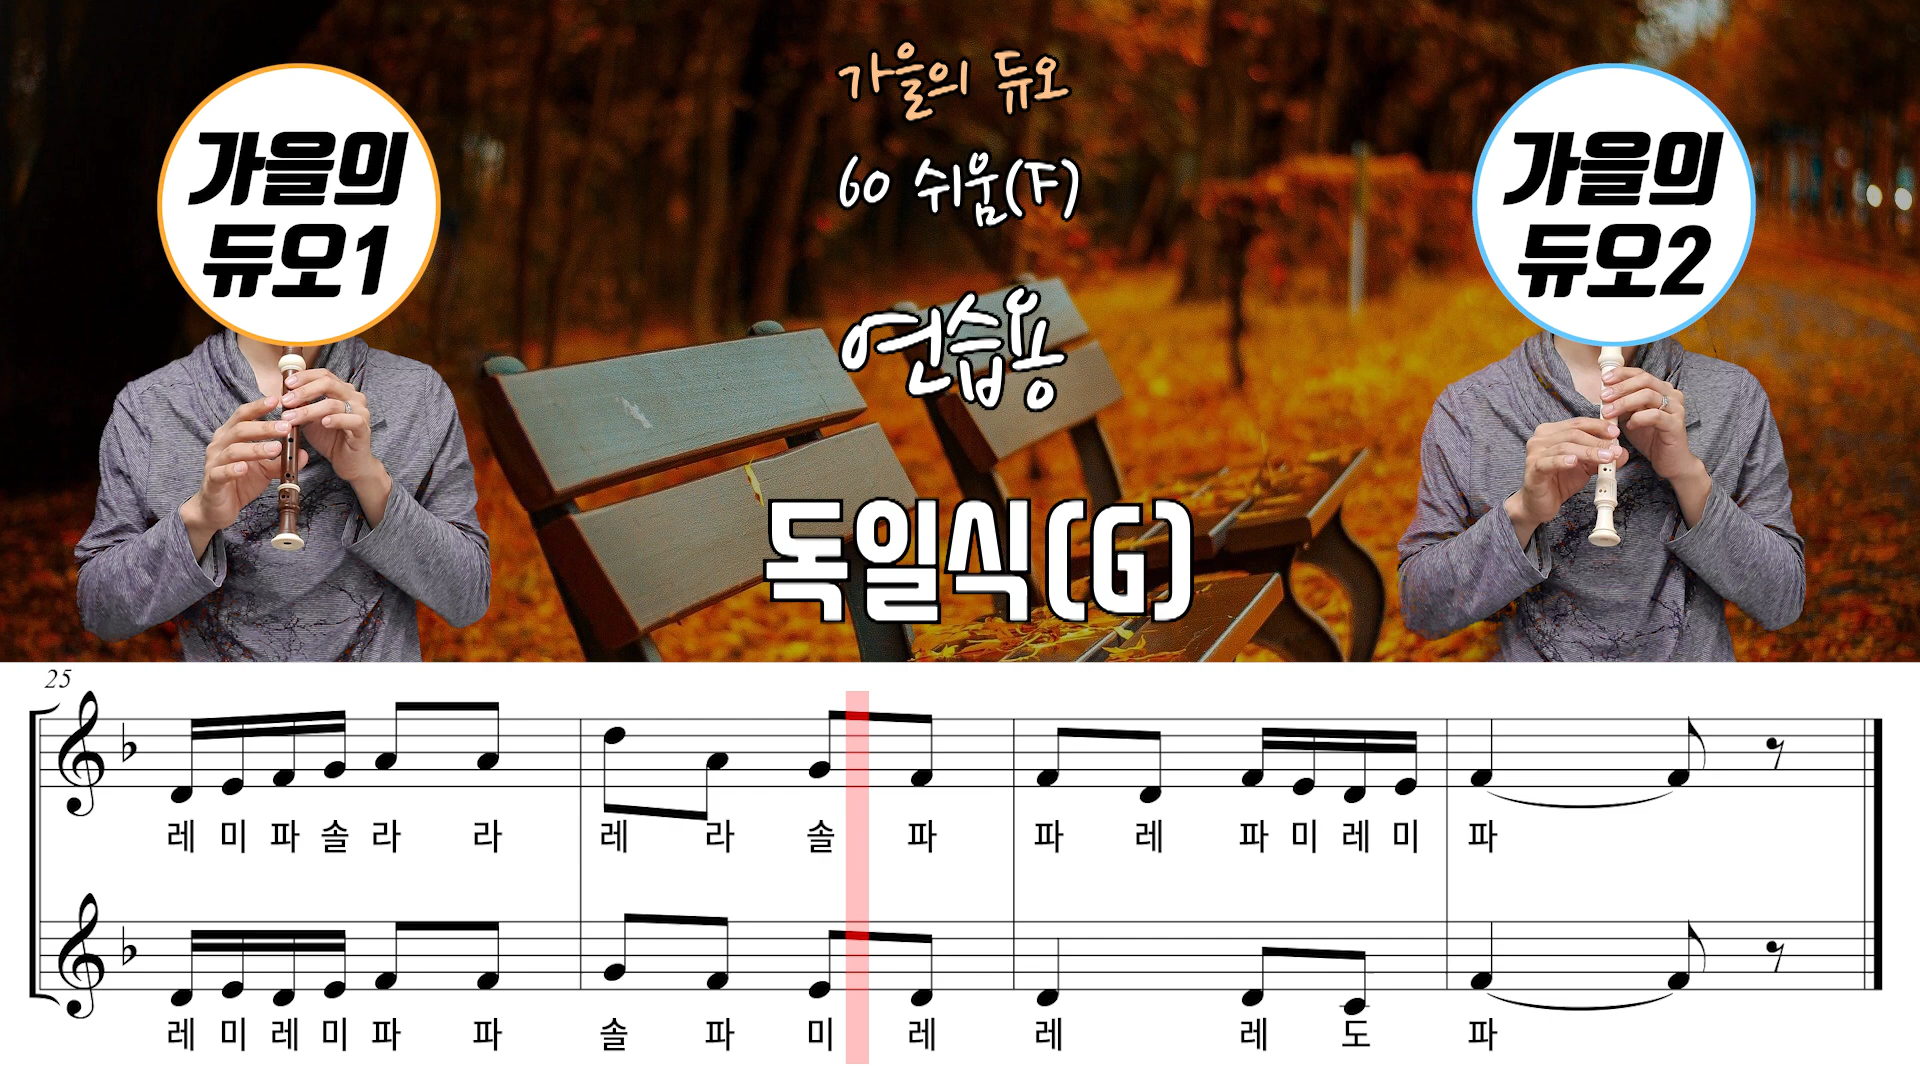 가을의 듀오
60 쉬움(F)
연습용
독일식(G)
가을의
듀오1
가을의
듀오2
25
레 미 파 솔 라 라 레 라 솔 파 파 레 파 미 레 미 파
레 미 레 미 파 파 솔 파 미 레 레 레 도 파